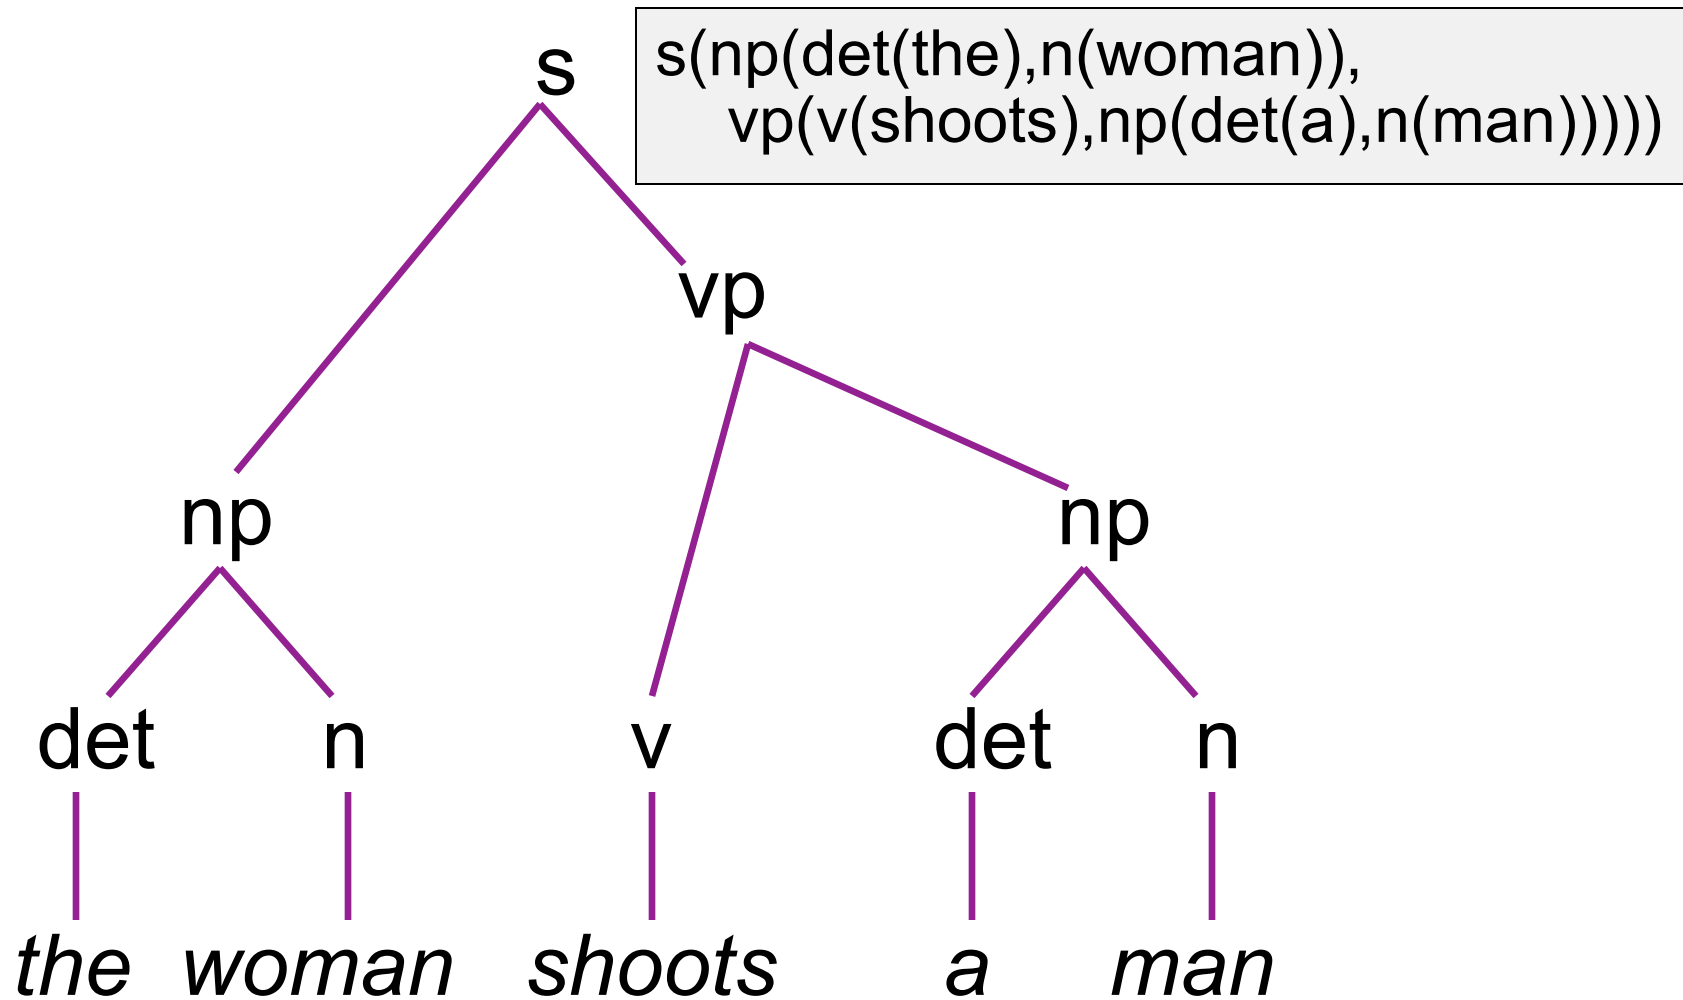 s
s(np(det(the),n(woman)),
vp(v(shoots),np(det(a),n(man)))))
vp
np np
det n v det n
the woman shoots a man